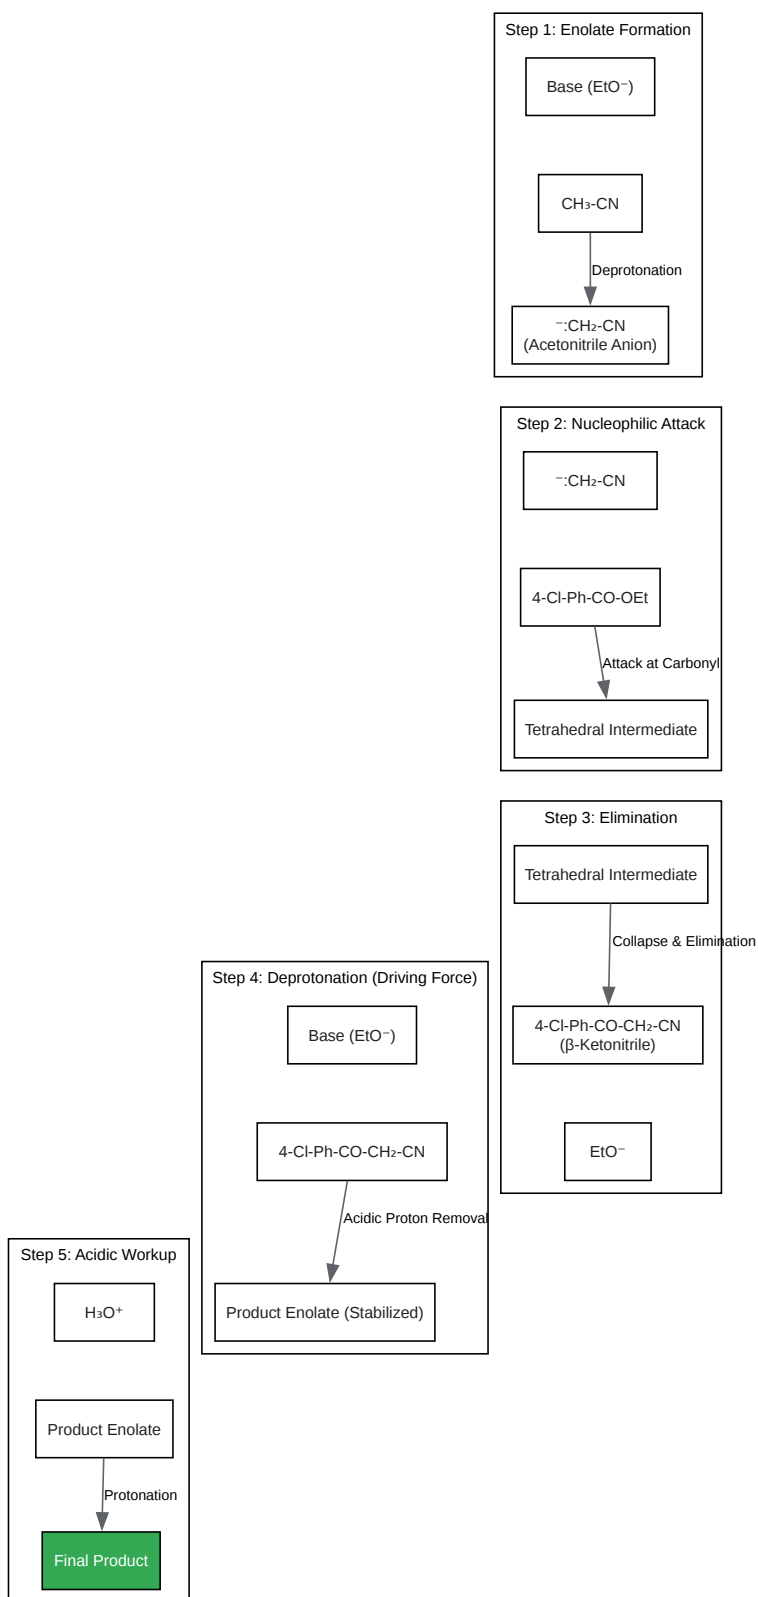 Step 1: Enolate Formation
Base (EtO⁻)
CH₃-CN
Deprotonation
⁻:CH₂-CN
(Acetonitrile Anion)
Step 2: Nucleophilic Attack
⁻:CH₂-CN
4-Cl-Ph-CO-OEt
Attack at Carbonyl
Tetrahedral Intermediate
Step 3: Elimination
Tetrahedral Intermediate
Collapse & Elimination
4-Cl-Ph-CO-CH₂-CN
(β-Ketonitrile)
EtO⁻
Step 4: Deprotonation (Driving Force)
Base (EtO⁻)
4-Cl-Ph-CO-CH₂-CN
Acidic Proton Removal
Product Enolate (Stabilized)
Step 5: Acidic Workup
H₃O⁺
Product Enolate
Protonation
Final Product